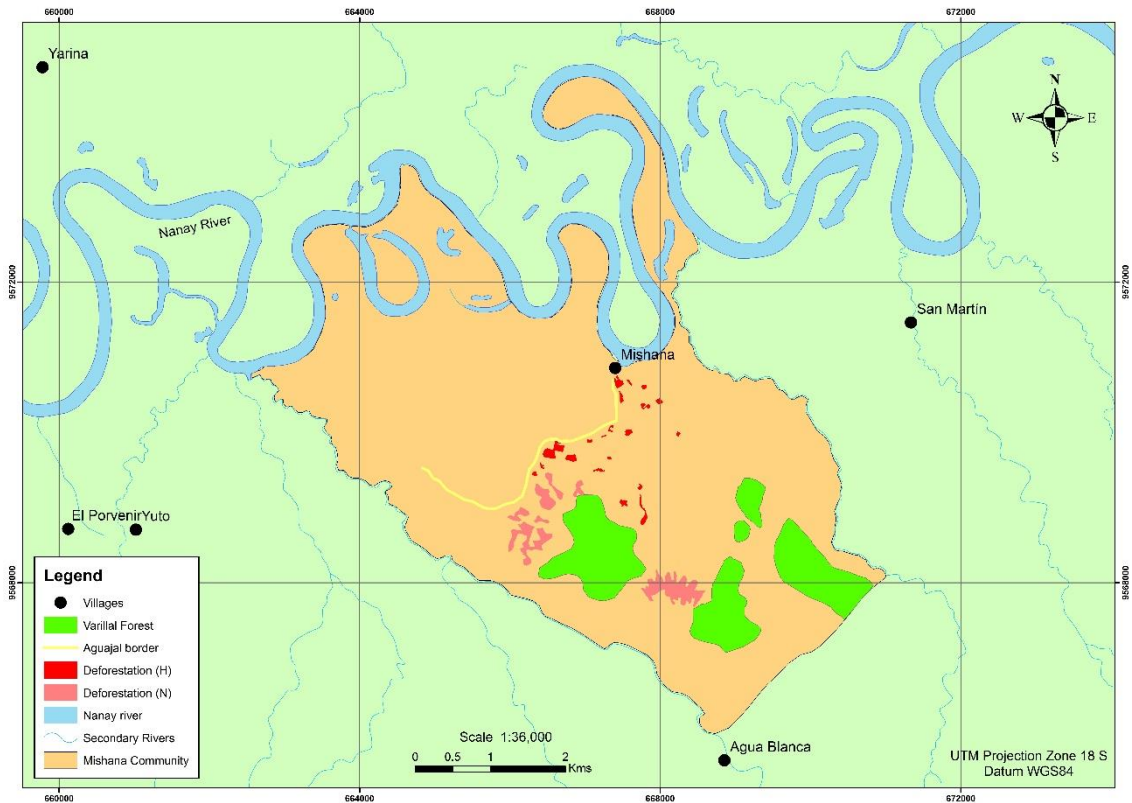 660000
664000
668000
672000
Yarina
N
W
E
S
Nanay River
9572000
9572000
San Martín
Mishana
El Porvenir
Yuto
9568000
9568000
Legend
Villages
Varillal Forest
Aguajal border
Deforestation (H)
Deforestation (N)
Nanay river
Secondary Rivers
Mishana Community
Scale 1:36,000
0 0.5 1 2
Kms
Agua Blanca
UTM Projection Zone 18 S
Datum WGS84
660000
664000
668000
672000